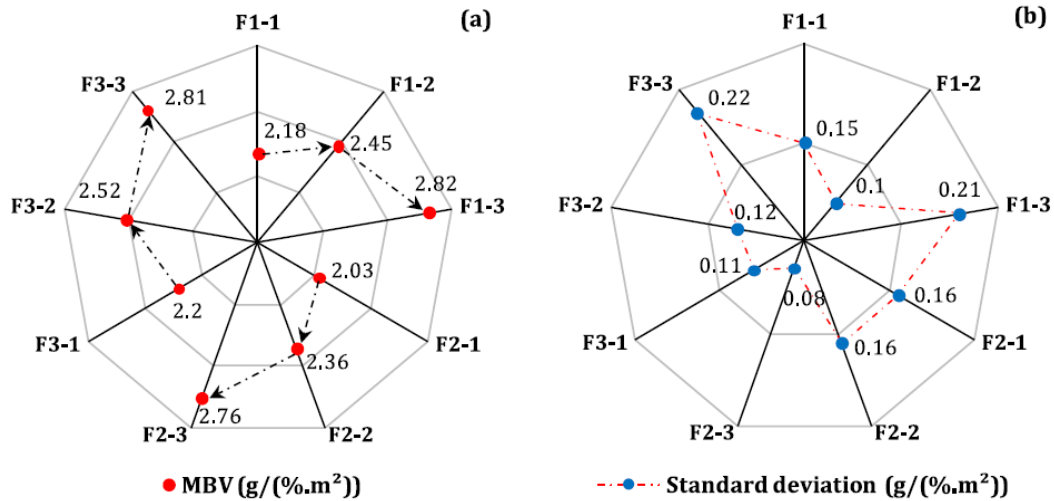 (a)
F1-1
F1-2
F1-3
F2-1
F2-2
F2-3
F3-1
F3-2
F3-3
2.18
2.45
2.82
2.03
2.36
2.76
2.2
2.52
2.81
MBV (g/(%.m²))
(b)
F1-1
F1-2
F1-3
F2-1
F2-2
F2-3
F3-1
F3-2
F3-3
0.15
0.1
0.21
0.16
0.16
0.08
0.11
0.12
0.22
Standard deviation (g/(%.m²))